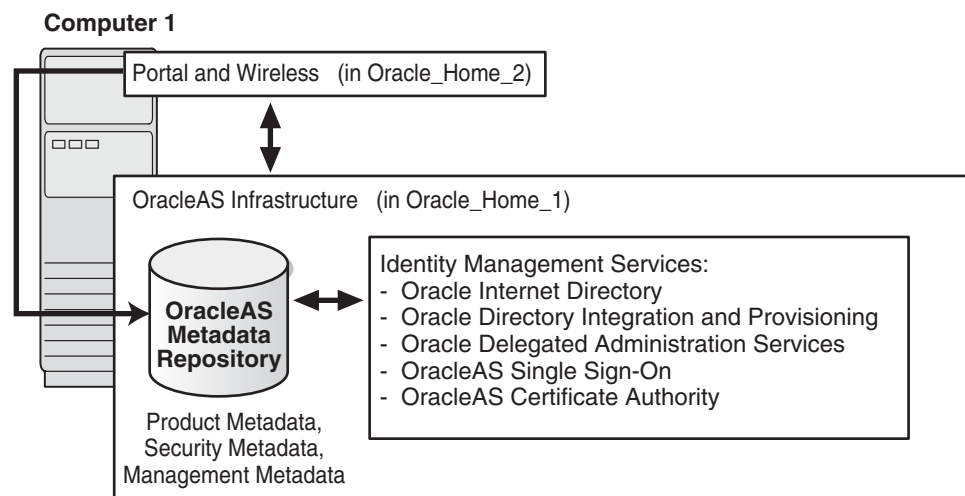 Computer 1
Portal and Wireless (in Oracle_Home_2)
OracleAS Infrastructure (in Oracle_Home_1)
OracleAS
Metadata
Repository
Product Metadata,
Security Metadata,
Management Metadata
Identity Management Services:
- Oracle Internet Directory
- Oracle Directory Integration and Provisioning
- Oracle Delegated Administration Services
- OracleAS Single Sign-On
- OracleAS Certificate Authority